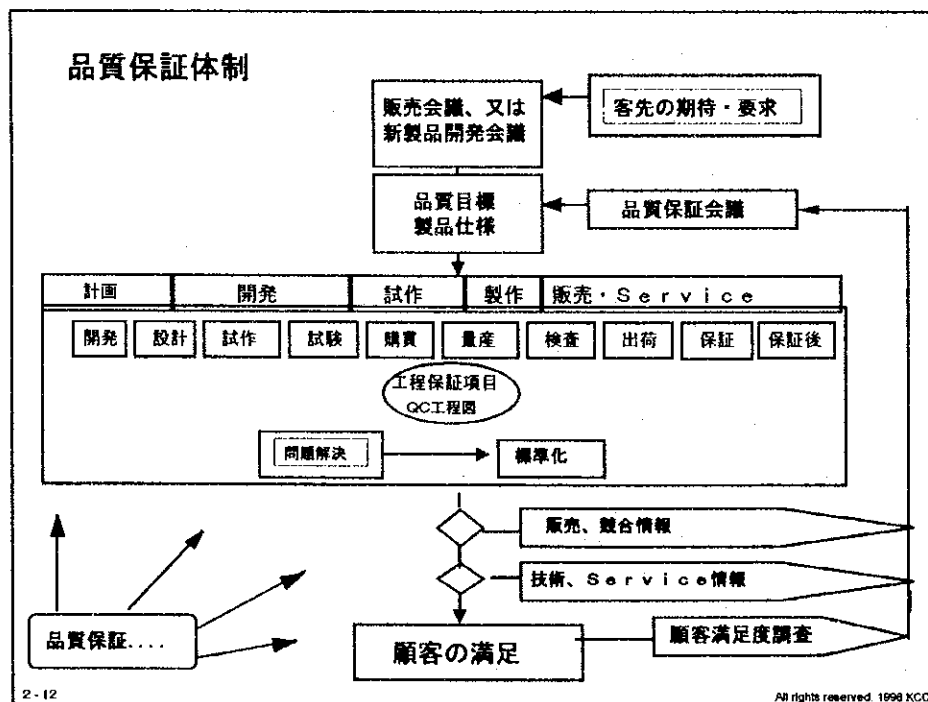 品質保証体制
販売会議、又は
新製品開発会議
客先の期待・要求
品質目標
製品仕様
品質保証会議
計画
開発
試作
製作
販売・Service
開発
設計
試作
試験
購買
量産
検査
出荷
保証
保証後
工程保証項目
QC工程図
問題解決
標準化
販売、競合情報
技術、Service情報
品質保証....
顧客の満足
顧客満足度調査
2-12
All rights reserved. 1998 KCC